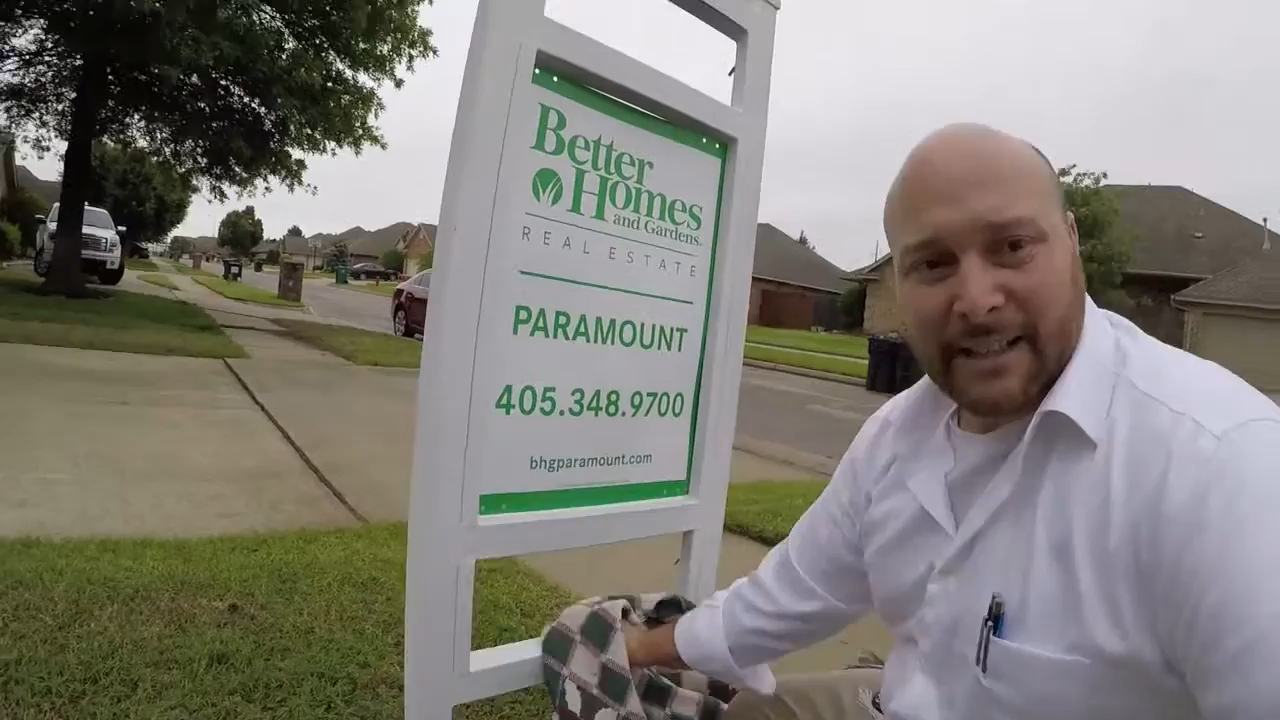 Better
Homes
and Gardens.
REAL ESTATE
PARAMOUNT
405.348.9700
bhgparamount.com